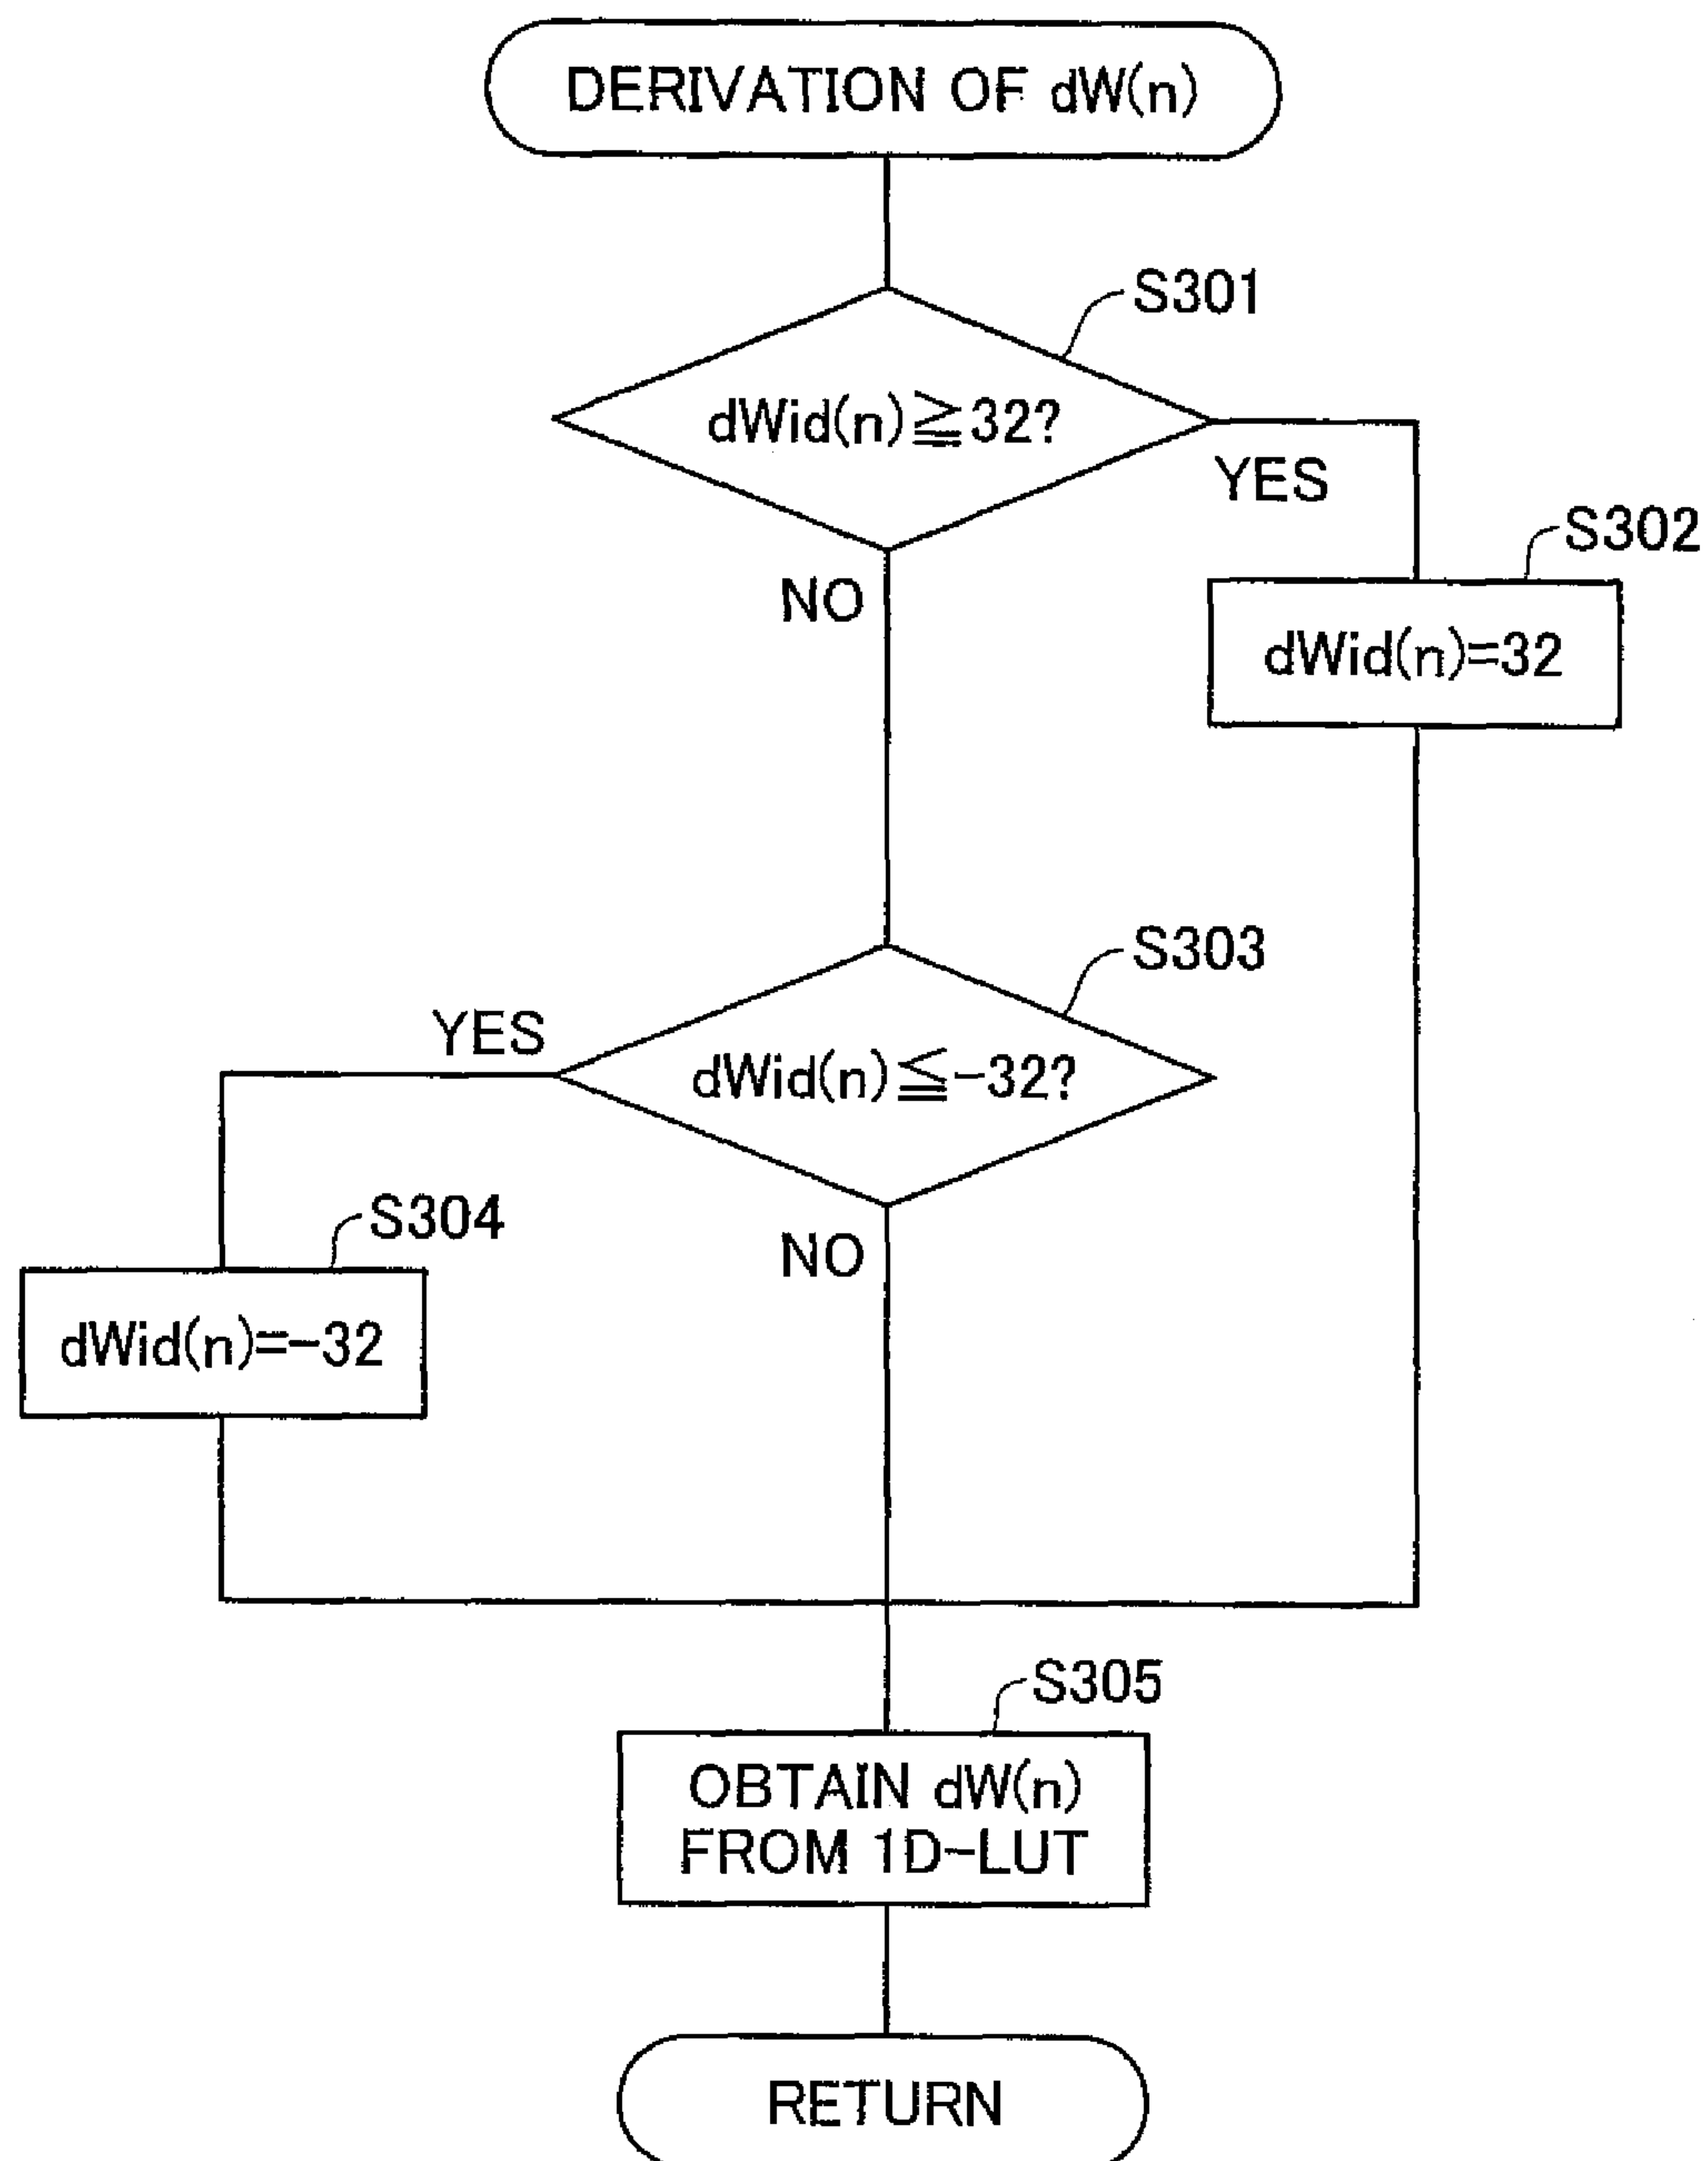 DERIVATION OF dW(n)
S301
dWid(n)≧32?
YES
S302
NO
dWid(n)=32
S303
YES
dWid(n)≦-32?
S304
NO
dWid(n)=-32
S305
OBTAIN dW(n)
FROM 1D-LUT
RETURN